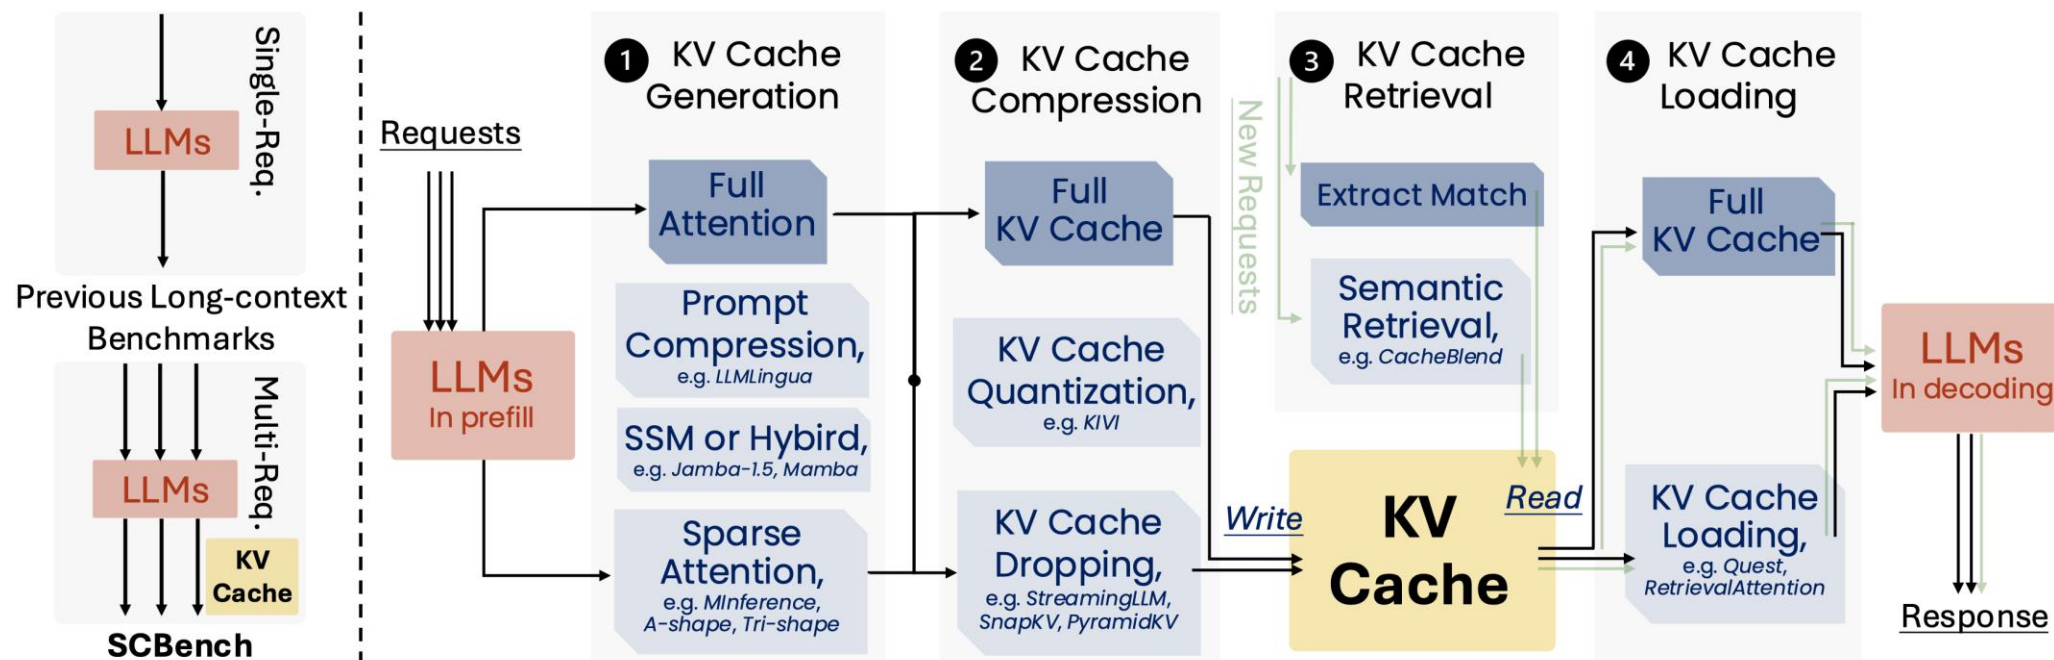 Single-Req.
LLMs
Previous Long-context
Benchmarks
Multi-Req.
LLMs
KV
Cache
SCBench
Requests
LLMs
In prefill
1 KV Cache
Generation
Full
Attention
Prompt
Compression,
e.g. LLMLingua
SSM or Hybird,
e.g. Jamba-1.5, Mamba
Sparse
Attention,
e.g. MInference,
A-shape, Tri-shape
2 KV Cache
Compression
Full
KV Cache
KV Cache
Quantization,
e.g. KIVI
KV Cache
Dropping,
e.g. StreamingLLM,
SnapKV, PyramidKV
Write
3 KV Cache
Retrieval
New Requests
Extract Match
Semantic
Retrieval,
e.g. CacheBlend
KV
Cache
Read
4 KV Cache
Loading
Full
KV Cache
KV Cache
Loading,
e.g. Quest,
RetrievalAttention
LLMs
In decoding
Response